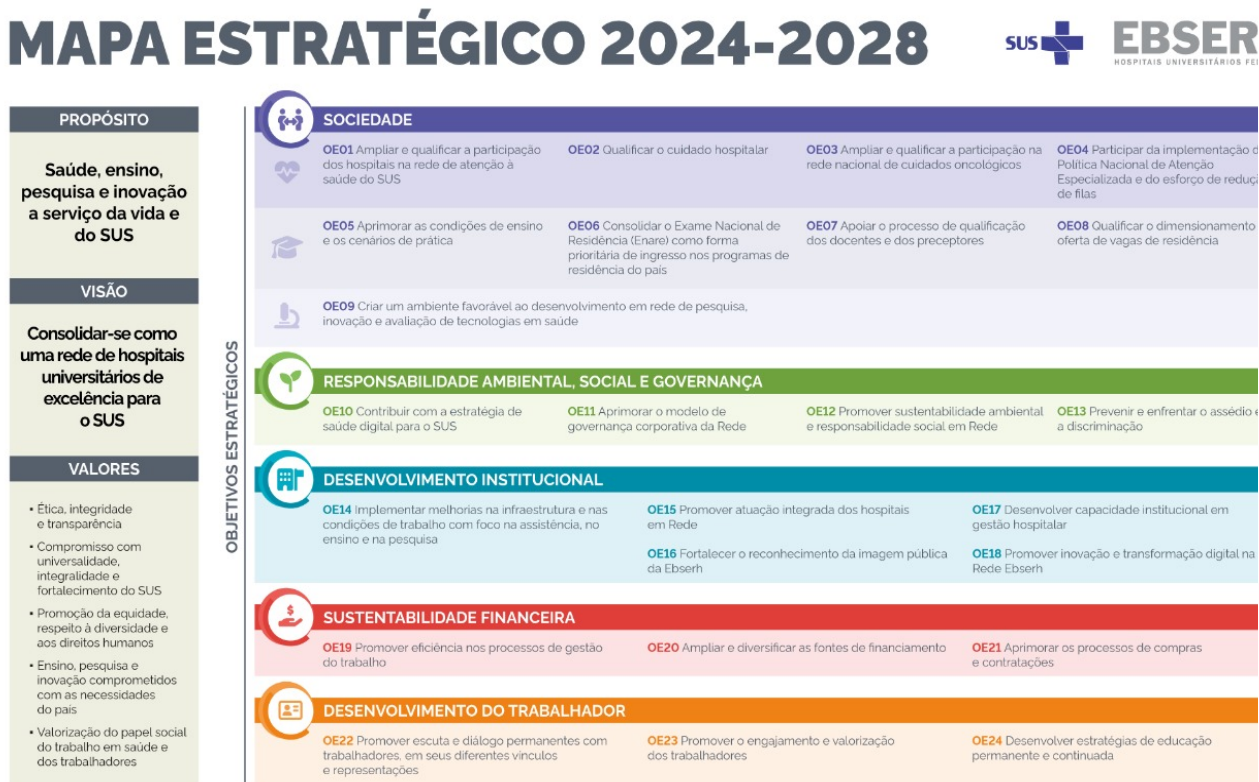 MAPA ESTRATÉGICO 2024-2028
SUS
EBSER
HOSPITAIS UNIVERSITÁRIOS
PROPÓSITO
Saúde, ensino,
pesquisa e inovação
a serviço da vida e
do SUS
VISÃO
Consolidar-se como
uma rede de hospitais
universitários de
excelência para
o SUS
VALORES
• Ética, integridade
e transparência
• Compromisso com
universalidade,
integralidade e
fortalecimento do SUS
• Promoção da equidade,
respeito à diversidade e
aos direitos humanos
• Ensino, pesquisa e
inovação comprometidos
com as necessidades
do país
• Valorização do papel social
do trabalho em saúde e
dos trabalhadores
OBJETIVOS ESTRATÉGICOS
SOCIEDADE
OE01 Ampliar e qualificar a participação
dos hospitais na rede de atenção à
saúde do SUS
OE02 Qualificar o cuidado hospitalar
OE03 Ampliar e qualificar a participação na
rede nacional de cuidados oncológicos
OE04 Participar da implementação d
Política Nacional de Atenção
Especializada e do esforço de reduçã
de filas
OE05 Aprimorar as condições de ensino
e os cenários de prática
OE06 Consolidar o Exame Nacional de
Residência (Enare) como forma
prioritária de ingresso nos programas de
residência do país
OE07 Apoiar o processo de qualificação
dos docentes e dos preceptores
OE08 Qualificar o dimensionamento
oferta de vagas de residência
OE09 Criar um ambiente favorável ao desenvolvimento em rede de pesquisa,
inovação e avaliação de tecnologias em saúde
RESPONSABILIDADE AMBIENTAL, SOCIAL E GOVERNANÇA
OE10 Contribuir com a estratégia de
saúde digital para o SUS
OE11 Aprimorar o modelo de
governança corporativa da Rede
OE12 Promover sustentabilidade ambiental
e responsabilidade social em Rede
OE13 Prevenir e enfrentar o assédio e
a discriminação
DESENVOLVIMENTO INSTITUCIONAL
OE14 Implementar melhorias na infraestrutura e nas
condições de trabalho com foco na assistência, no
ensino e na pesquisa
OE15 Promover atuação integrada dos hospitais
em Rede
OE16 Fortalecer o reconhecimento da imagem pública
da Ebserh
OE17 Desenvolver capacidade institucional em
gestão hospitalar
OE18 Promover inovação e transformação digital na
Rede Ebserh
SUSTENTABILIDADE FINANCEIRA
OE19 Promover eficiência nos processos de gestão
do trabalho
OE20 Ampliar e diversificar as fontes de financiamento
OE21 Aprimorar os processos de compras
e contratações
DESENVOLVIMENTO DO TRABALHADOR
OE22 Promover escuta e diálogo permanentes com
trabalhadores, em seus diferentes vínculos
e representações
OE23 Promover o engajamento e valorização
dos trabalhadores
OE24 Desenvolver estratégias de educação
permanente e continuada